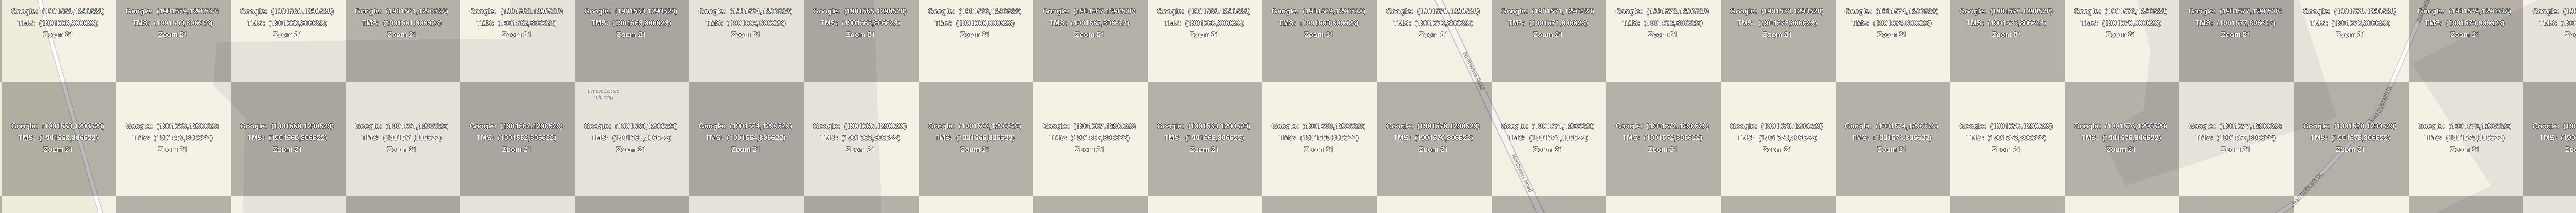 Google: (1901558,1290528) Google: (1901559,1290528) Google: (1901560,1290528) Google: (1901561,1290528) Google: (1901562,1290528) Google: (1901563,1290528) Google: (1901564,1290528) Google: (1901565,1290528) Google: (1901566,1290528) Google: (1901567,1290528) Google: (1901568,1290528) Google: (1901569,1290528) Google: (1901570,1290528) Google: (1901571,1290528) Google: (1901572,1290528) Google: (1901573,1290528) Google: (1901574,1290528) Google: (1901575,1290528) Google: (1901576,1290528) Google: (1901577,1290528) Google: (1901578,1290528) Google: (1901579,1290528)
TMS: (1901558,806623) TMS: (1901559,806623) TMS: (1901560,806623) TMS: (1901561,806623) TMS: (1901562,806623) TMS: (1901563,806623) TMS: (1901564,806623) TMS: (1901565,806623) TMS: (1901566,806623) TMS: (1901567,806623) TMS: (1901568,806623) TMS: (1901569,806623) TMS: (1901570,806623) TMS: (1901571,806623) TMS: (1901572,806623) TMS: (1901573,806623) TMS: (1901574,806623) TMS: (1901575,806623) TMS: (1901576,806623) TMS: (1901577,806623) TMS: (1901578,806623) TMS: (1901579,806623)
Zoom 21 Zoom 21 Zoom 21 Zoom 21 Zoom 21 Zoom 21 Zoom 21 Zoom 21 Zoom 21 Zoom 21 Zoom 21 Zoom 21 Zoom 21 Zoom 21 Zoom 21 Zoom 21 Zoom 21 Zoom 21 Zoom 21 Zoom 21 Zoom 21 Zoom 21
Northways Road
Latrobe Leisure
- Churchill
Google: (1901558,1290529) Google: (1901559,1290529) Google: (1901560,1290529) Google: (1901561,1290529) Google: (1901562,1290529) Google: (1901563,1290529) Google: (1901564,1290529) Google: (1901565,1290529) Google: (1901566,1290529) Google: (1901567,1290529) Google: (1901568,1290529) Google: (1901569,1290529) Google: (1901570,1290529) Google: (1901571,1290529) Google: (1901572,1290529) Google: (1901573,1290529) Google: (1901574,1290529) Google: (1901575,1290529) Google: (1901576,1290529) Google: (1901577,1290529) Google: (1901578,1290529) Google: (1901579,1290529)
TMS: (1901558,806622) TMS: (1901559,806622) TMS: (1901560,806622) TMS: (1901561,806622) TMS: (1901562,806622) TMS: (1901563,806622) TMS: (1901564,806622) TMS: (1901565,806622) TMS: (1901566,806622) TMS: (1901567,806622) TMS: (1901568,806622) TMS: (1901569,806622) TMS: (1901570,806622) TMS: (1901571,806622) TMS: (1901572,806622) TMS: (1901573,806622) TMS: (1901574,806622) TMS: (1901575,806622) TMS: (1901576,806622) TMS: (1901577,806622) TMS: (1901578,806622) TMS: (1901579,806622)
Zoom 21 Zoom 21 Zoom 21 Zoom 21 Zoom 21 Zoom 21 Zoom 21 Zoom 21 Zoom 21 Zoom 21 Zoom 21 Zoom 21 Zoom 21 Zoom 21 Zoom 21 Zoom 21 Zoom 21 Zoom 21 Zoom 21 Zoom 21 Zoom 21 Zoom 21
Northways Road